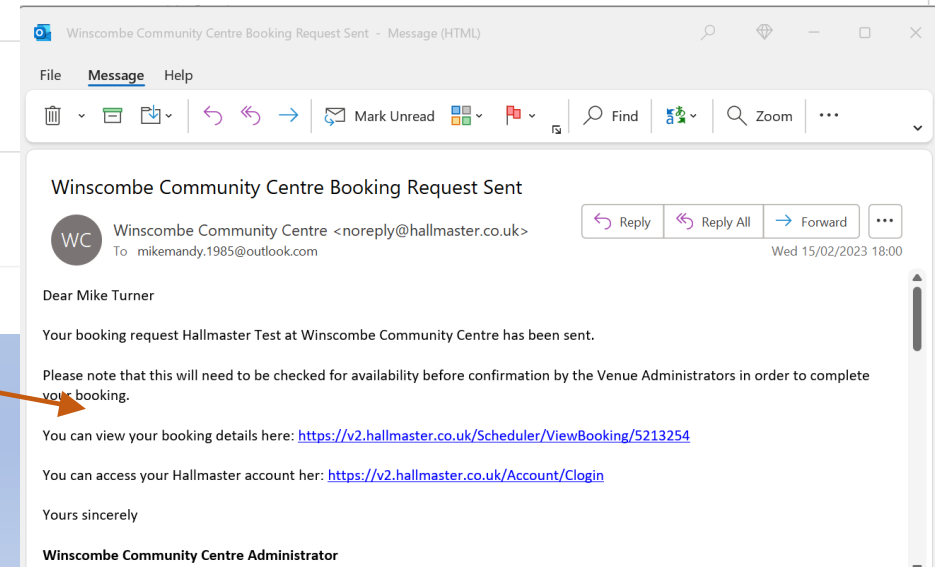 Winscombe Community Centre Booking Request Sent - Message (HTML)
File Message Help
Mark Unread Find Zoom
Winscombe Community Centre Booking Request Sent
WC Winscombe Community Centre <noreply@hallmaster.co.uk> Reply Reply All Forward
To mikemandy.1985@outlook.com Wed 15/02/2023 18:00
Dear Mike Turner
Your booking request Hallmaster Test at Winscombe Community Centre has been sent.
Please note that this will need to be checked for availability before confirmation by the Venue Administrators in order to complete
your booking.
You can view your booking details here: https://v2.hallmaster.co.uk/Scheduler/ViewBooking/5213254
You can access your Hallmaster account her: https://v2.hallmaster.co.uk/Account/Clogin
Yours sincerely
Winscombe Community Centre Administrator